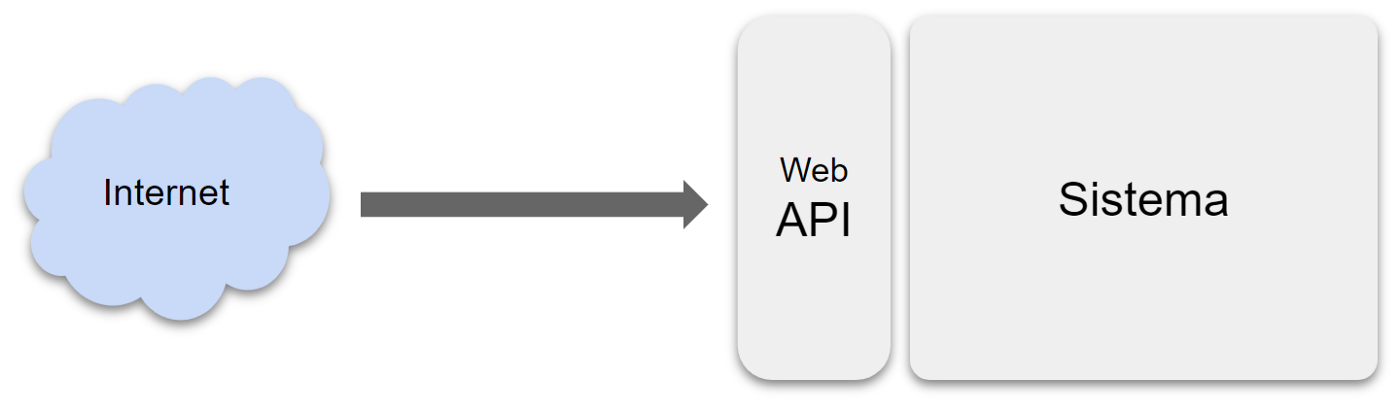 Internet
Web
API
Sistema